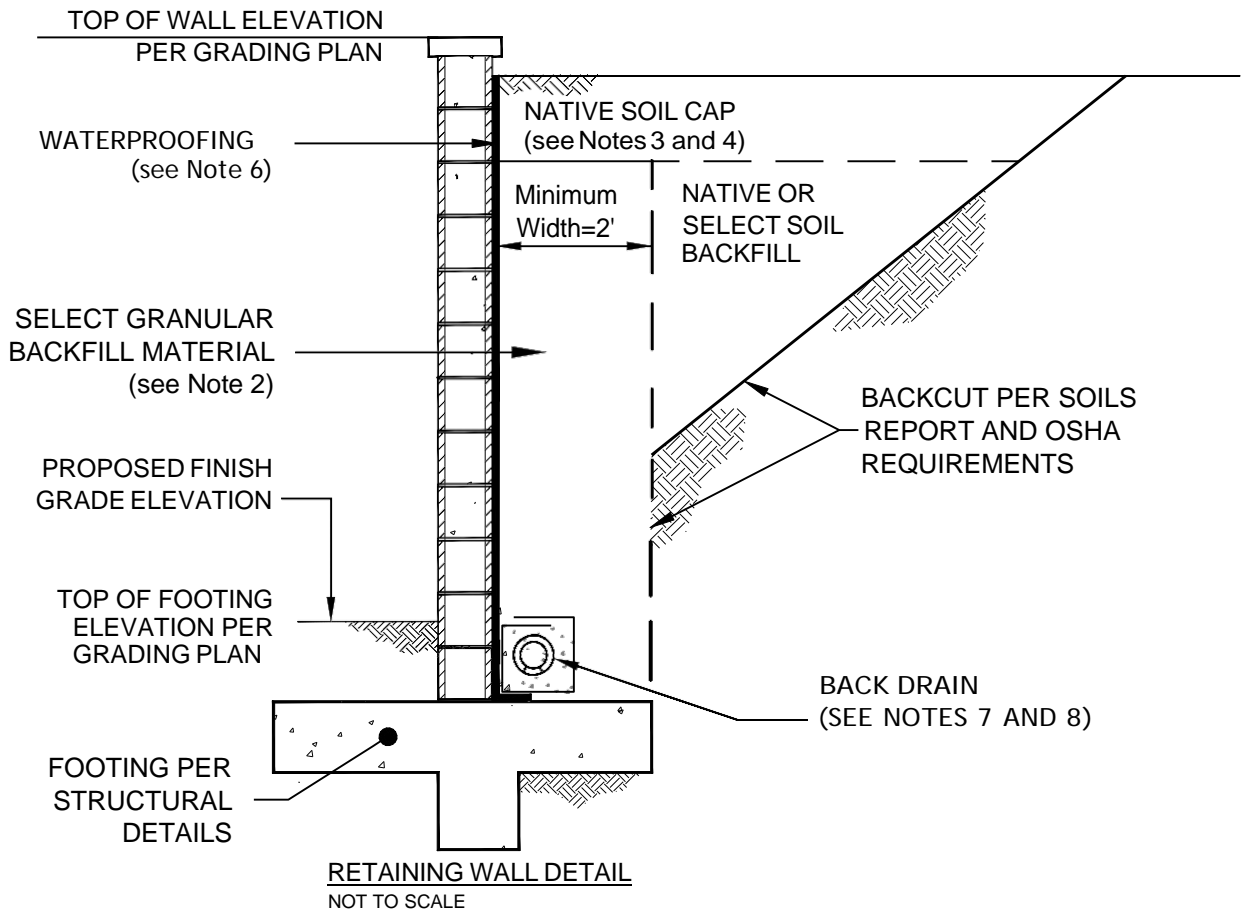 TOP OF WALL ELEVATION
PER GRADING PLAN
NATIVE SOIL CAP
(see Notes 3 and 4)
WATERPROOFING
(see Note 6)
Minimum
Width=2'
NATIVE OR
SELECT SOIL
BACKFILL
SELECT GRANULAR
BACKFILL MATERIAL
(see Note 2)
BACKCUT PER SOILS
REPORT AND OSHA
REQUIREMENTS
PROPOSED FINISH
GRADE ELEVATION
TOP OF FOOTING
ELEVATION PER
GRADING PLAN
BACK DRAIN
(SEE NOTES 7 AND 8)
FOOTING PER
STRUCTURAL
DETAILS
RETAINING WALL DETAIL
NOT TO SCALE